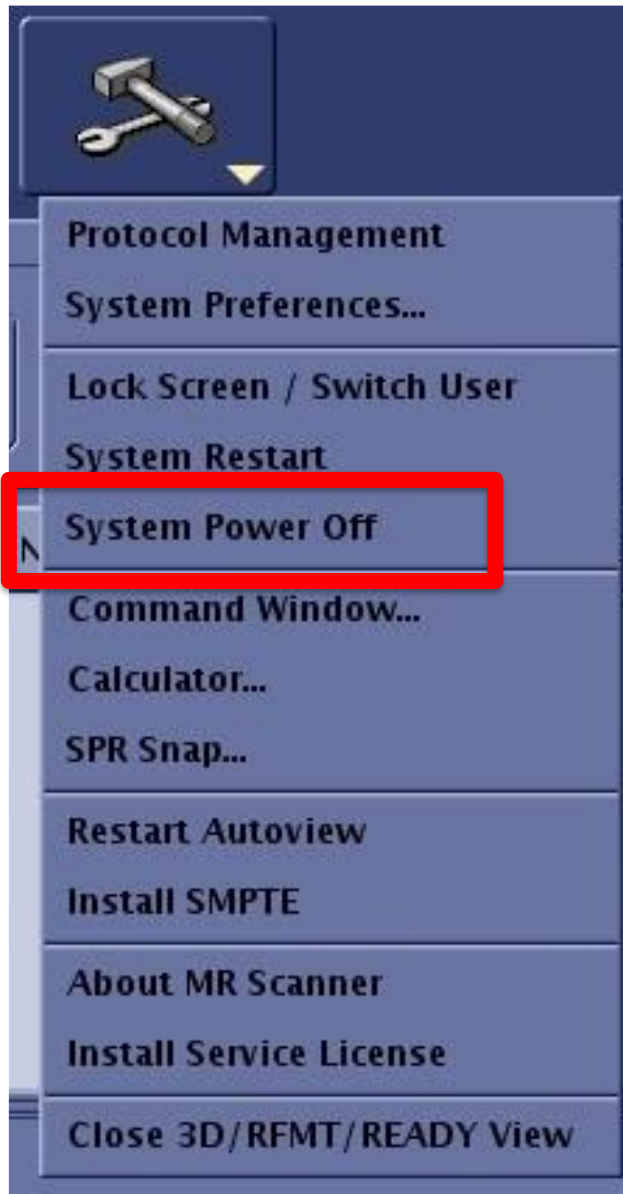 Protocol Management
System Preferences...
Lock Screen / Switch User
System Restart
N
System Power Off
Command Window...
Calculator...
SPR Snap...
Restart Autoview
Install SMPTE
About MR Scanner
Install Service License
Close 3D/RFMT/READY View